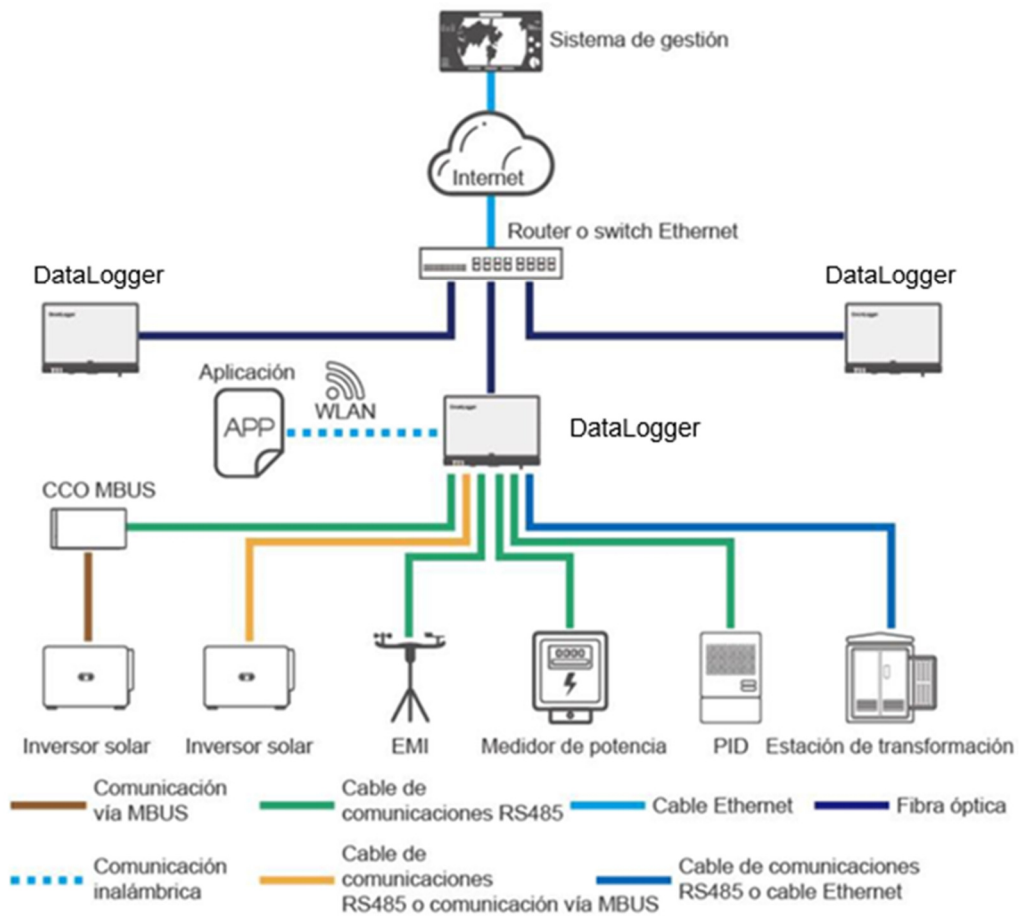 Sistema de gestión
Internet
Router o switch Ethernet
DataLogger
DataLogger
Aplicación
WLAN
APP
DataLogger
CCO MBUS
Inversor solar
Inversor solar
EMI
Medidor de potencia
PID
Estación de transformación
Comunicación
vía MBUS
Cable de
comunicaciones RS485
Cable Ethernet
Fibra óptica
Comunicación
inalámbrica
Cable de
comunicaciones
RS485 o comunicación vía MBUS
Cable de comunicaciones
RS485 o cable Ethernet